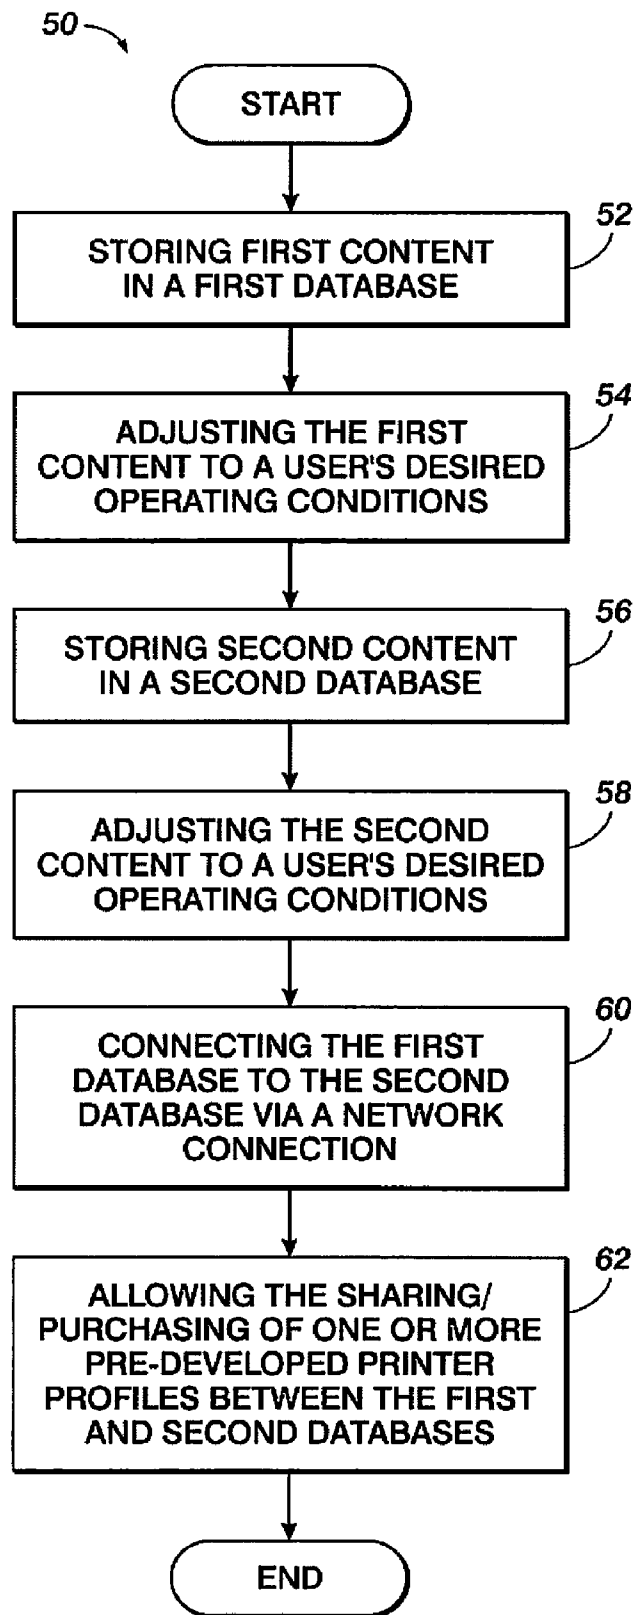 50
START
52
STORING FIRST CONTENT
IN A FIRST DATABASE
54
ADJUSTING THE FIRST
CONTENT TO A USER'S DESIRED
OPERATING CONDITIONS
56
STORING SECOND CONTENT
IN A SECOND DATABASE
58
ADJUSTING THE SECOND
CONTENT TO A USER'S DESIRED
OPERATING CONDITIONS
60
CONNECTING THE FIRST
DATABASE TO THE SECOND
DATABASE VIA A NETWORK
CONNECTION
62
ALLOWING THE SHARING/
PURCHASING OF ONE OR MORE
PRE-DEVELOPED PRINTER
PROFILES BETWEEN THE FIRST
AND SECOND DATABASES
END